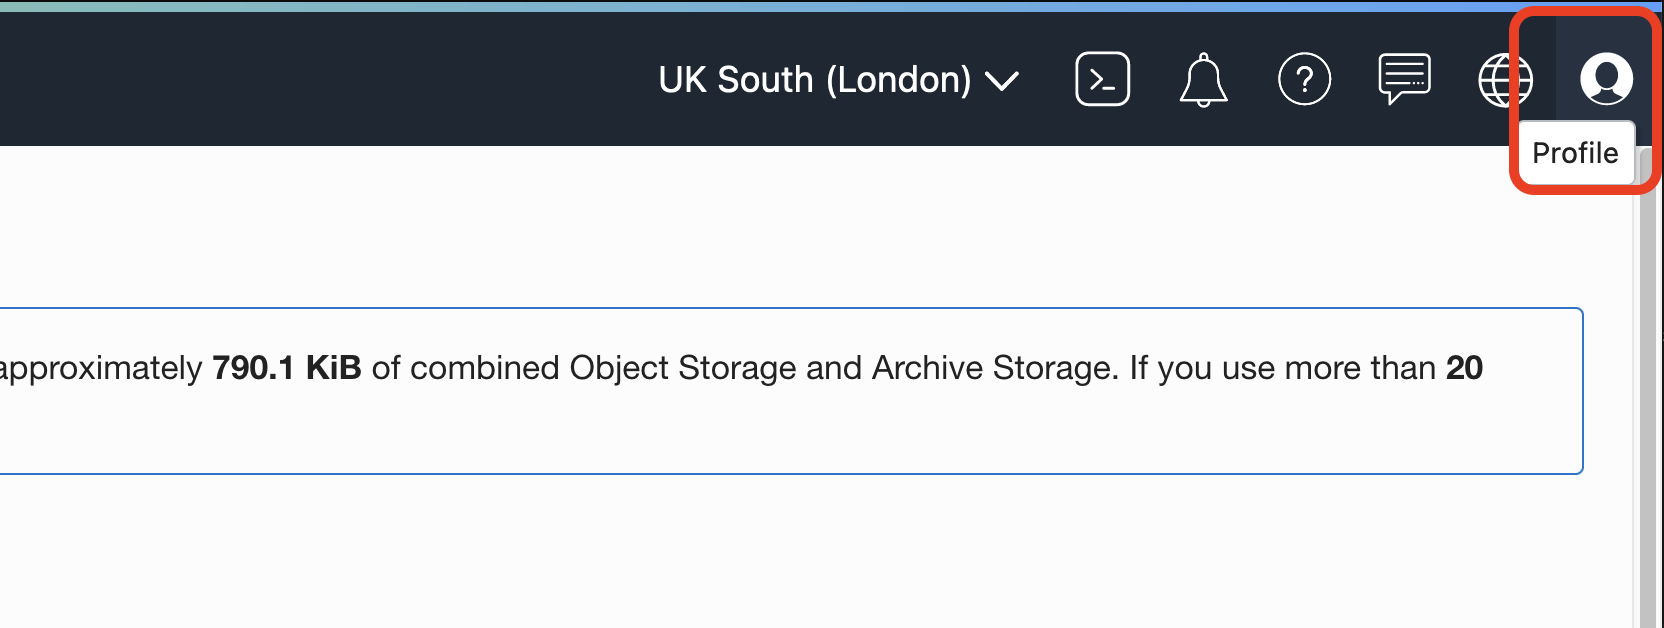 UK South (London)
Profile
approximately 790.1 KiB of combined Object Storage and Archive Storage. If you use more than 20